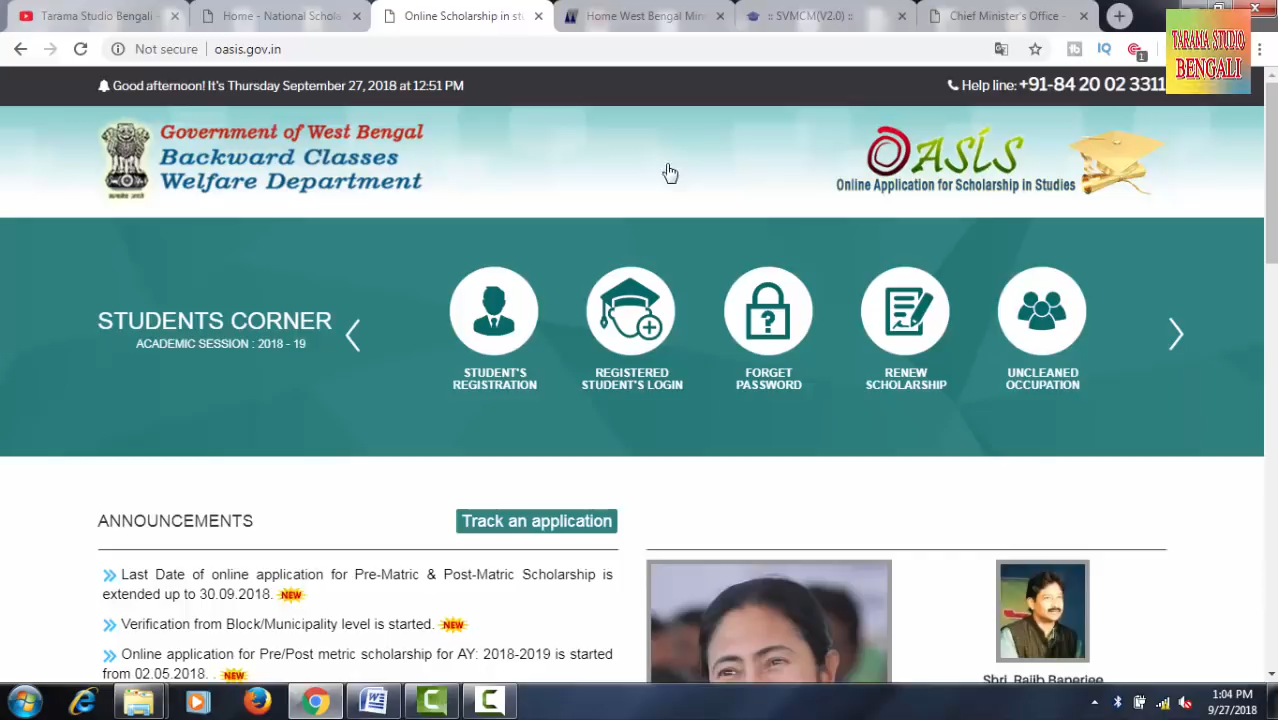 Tarama Studio Bengali -
Home - National Schols
Online Scholarship in st
Home West Bengal Min
:: SVMCM(V2.0) ::
Chief Minister's Office -
Not secure
oasis.gov.in
IQ
1
TARAMA STUDIO
BENGALI
Good afternoon! It's Thursday September 27, 2018 at 12:51 PM
Help line: +91-84 20 02 3311
Government of West Bengal
Backward Classes
Welfare Department
OASIS
Online Application for Scholarship in Studies
STUDENTS CORNER
ACADEMIC SESSION : 2018 - 19
STUDENT'S
REGISTRATION
REGISTERED
STUDENT'S LOGIN
FORGET
PASSWORD
RENEW
SCHOLARSHIP
UNCLEANED
OCCUPATION
ANNOUNCEMENTS
Track an application
Last Date of online application for Pre-Matric & Post-Matric Scholarship is
extended up to 30.09.2018. NEW
Verification from Block/Municipality level is started. NEW
Online application for Pre/Post metric scholarship for AY: 2018-2019 is started
from 02.05.2018. . NEW
Shri. Rajib Banerjee
1:04 PM
9/27/2018